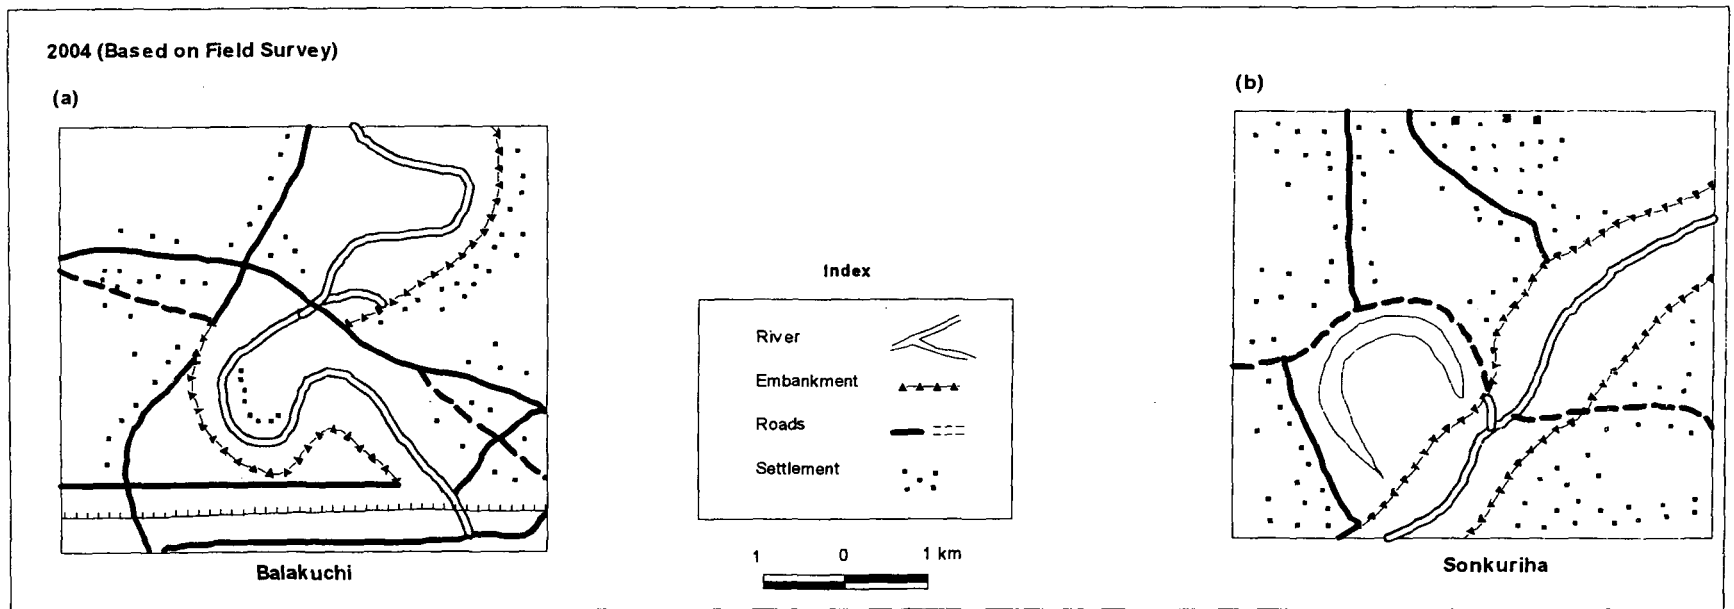 2004 (Based on Field Survey)
(a)
(b)
Index
River
Embankment
Roads
Settlement
1 0 1 km
Balakuchi
Sonkuriha